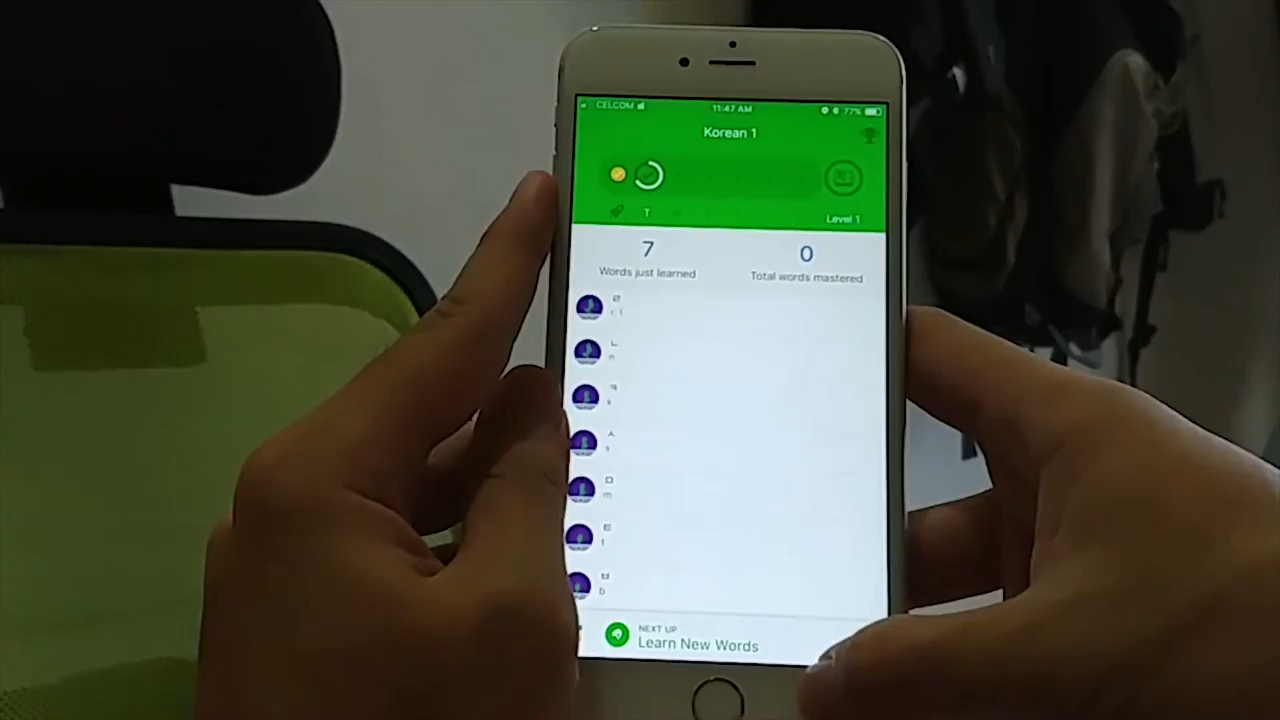 CELCOM 11:47 AM 77%
Korean 1
T
Level 1
7 0
Words just learned Total words mastered
ㄹ
ㄴ
n
ㅋ
k
ㅅ
s
ㅁ
m
ㅌ
t
ㅂ
b
NEXT UP
Learn New Words